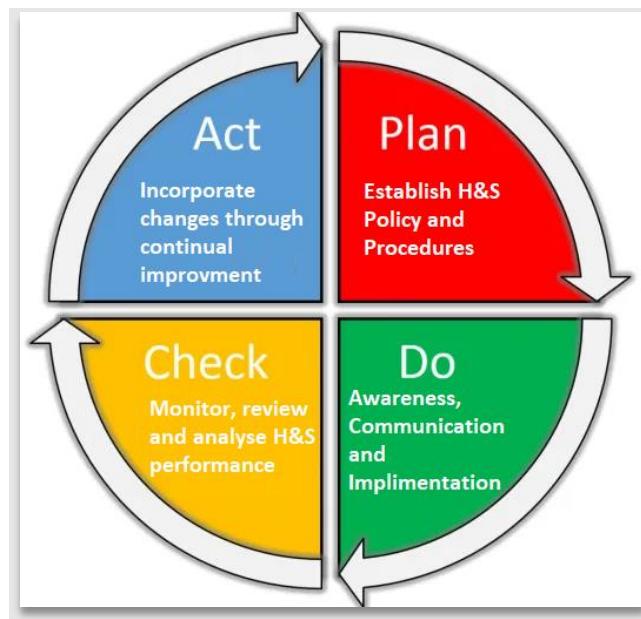 Act
Incorporate
changes through
continual
improvment
Plan
Establish H&S
Policy and
Procedures
Check
Monitor, review
and analyse H&S
performance
Do
Awareness,
Communication
and
Implimentation